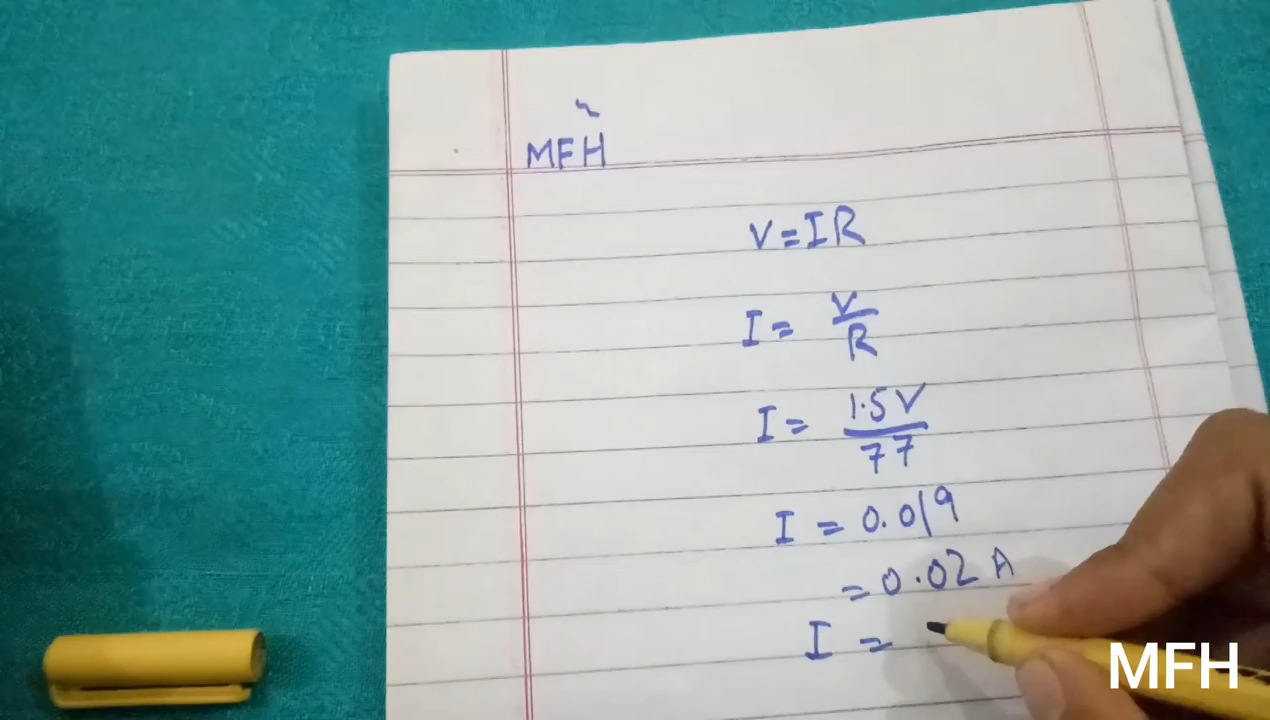 MFH
V = IR
I = V/R
I = 1.5V/77
I = 0.019
= 0.02 A
I =
MFH